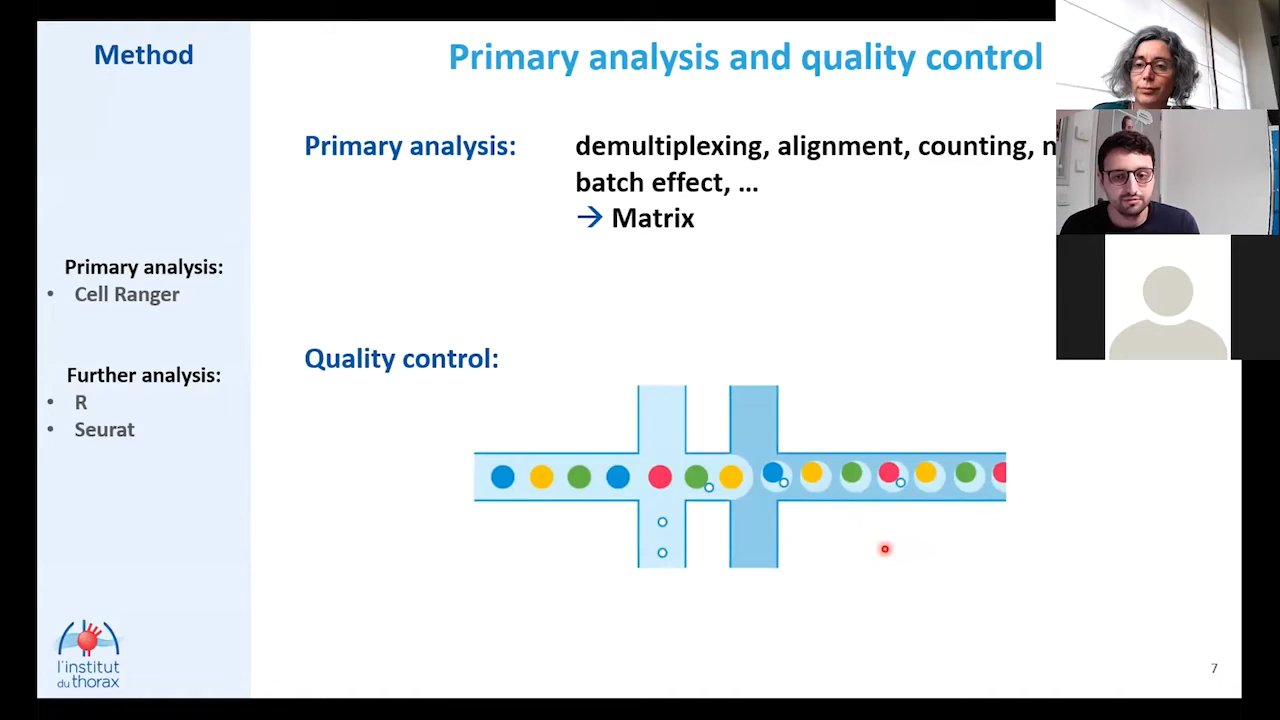 Method
Primary analysis and quality control
Primary analysis:
demultiplexing, alignment, counting,
batch effect, ...
→ Matrix
Primary analysis:
• Cell Ranger
Further analysis:
• R
• Seurat
Quality control:
l'institut
du thorax
7